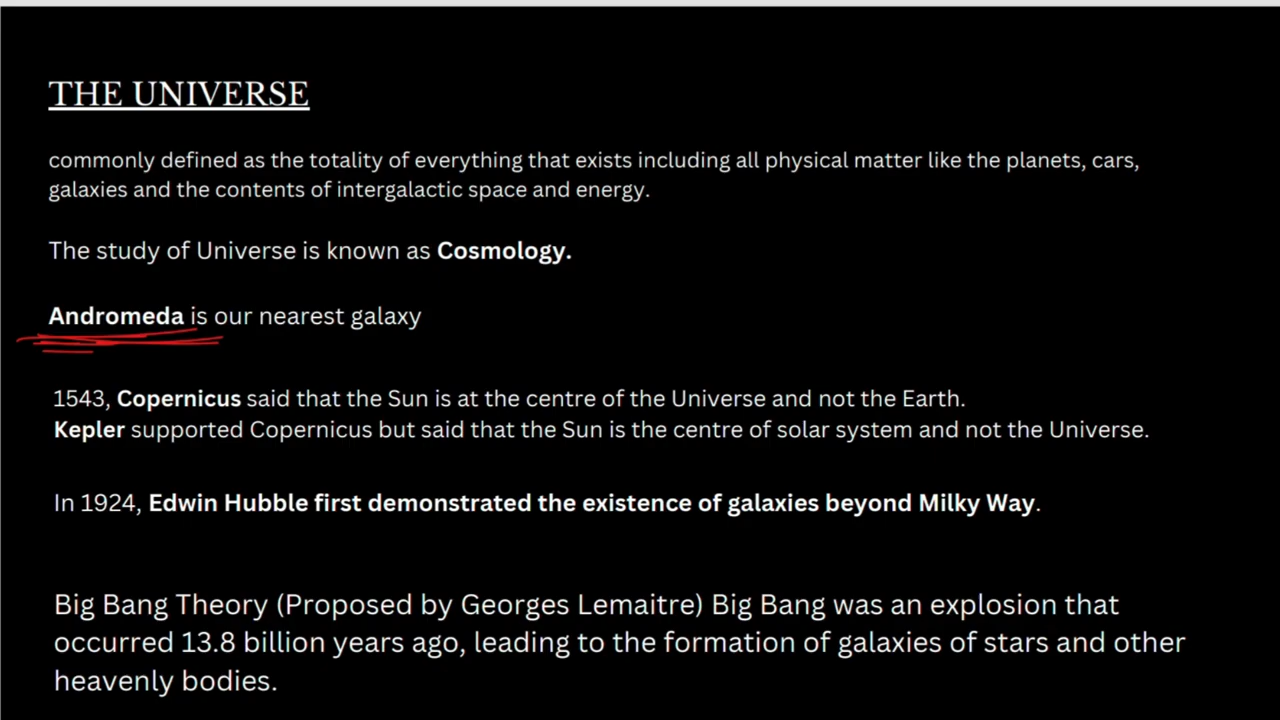 THE UNIVERSE
commonly defined as the totality of everything that exists including all physical matter like the planets, cars,
galaxies and the contents of intergalactic space and energy.
The study of Universe is known as Cosmology.
Andromeda is our nearest galaxy
1543, Copernicus said that the Sun is at the centre of the Universe and not the Earth.
Kepler supported Copernicus but said that the Sun is the centre of solar system and not the Universe.
In 1924, Edwin Hubble first demonstrated the existence of galaxies beyond Milky Way.
Big Bang Theory (Proposed by Georges Lemaitre) Big Bang was an explosion that
occurred 13.8 billion years ago, leading to the formation of galaxies of stars and other
heavenly bodies.